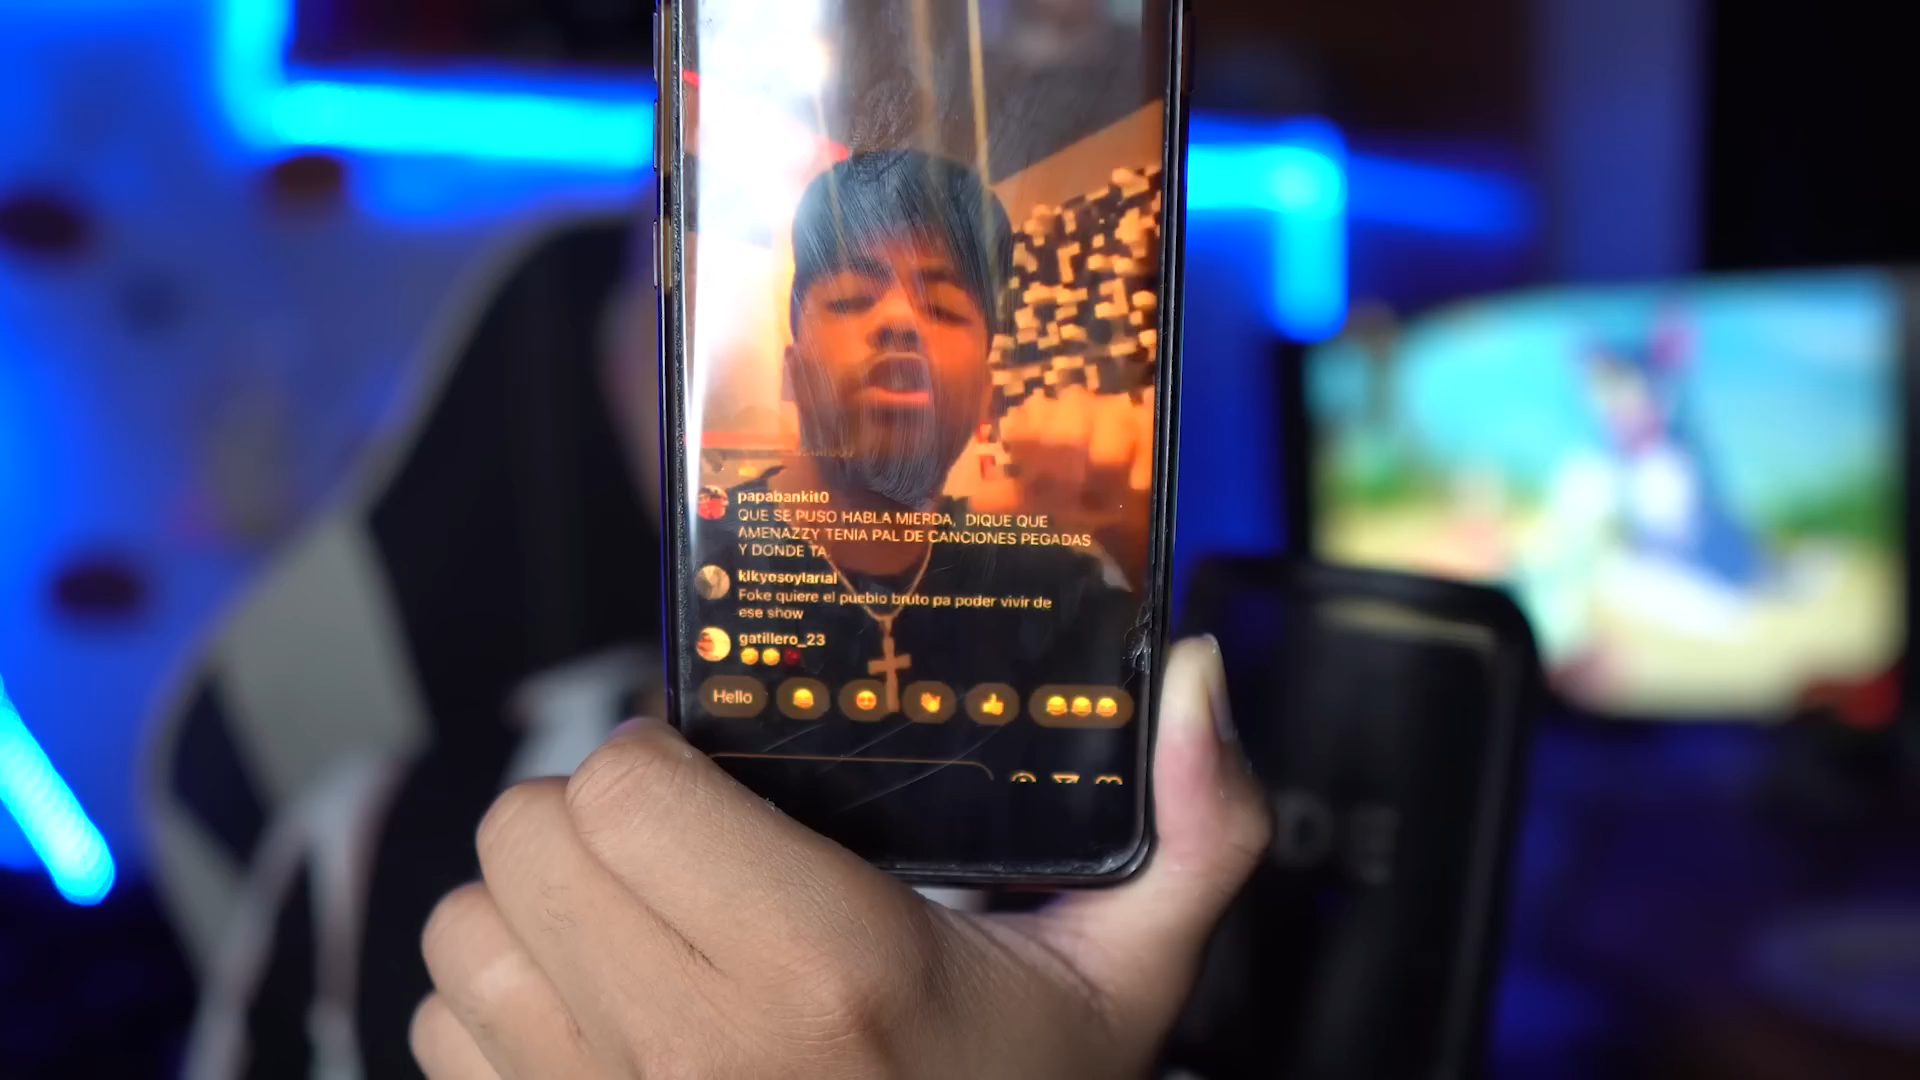 papabankit0
QUE SE PUSO HABLA MIERDA, DIQUE QUE
AMENAZZY TENIA PAL DE CANCIONES PEGADAS
Y DONDE TA
klkyosoylarial
Foke quiere el pueblo bruto pa poder vivir de
ese show
gatillero_23
Hello
DE